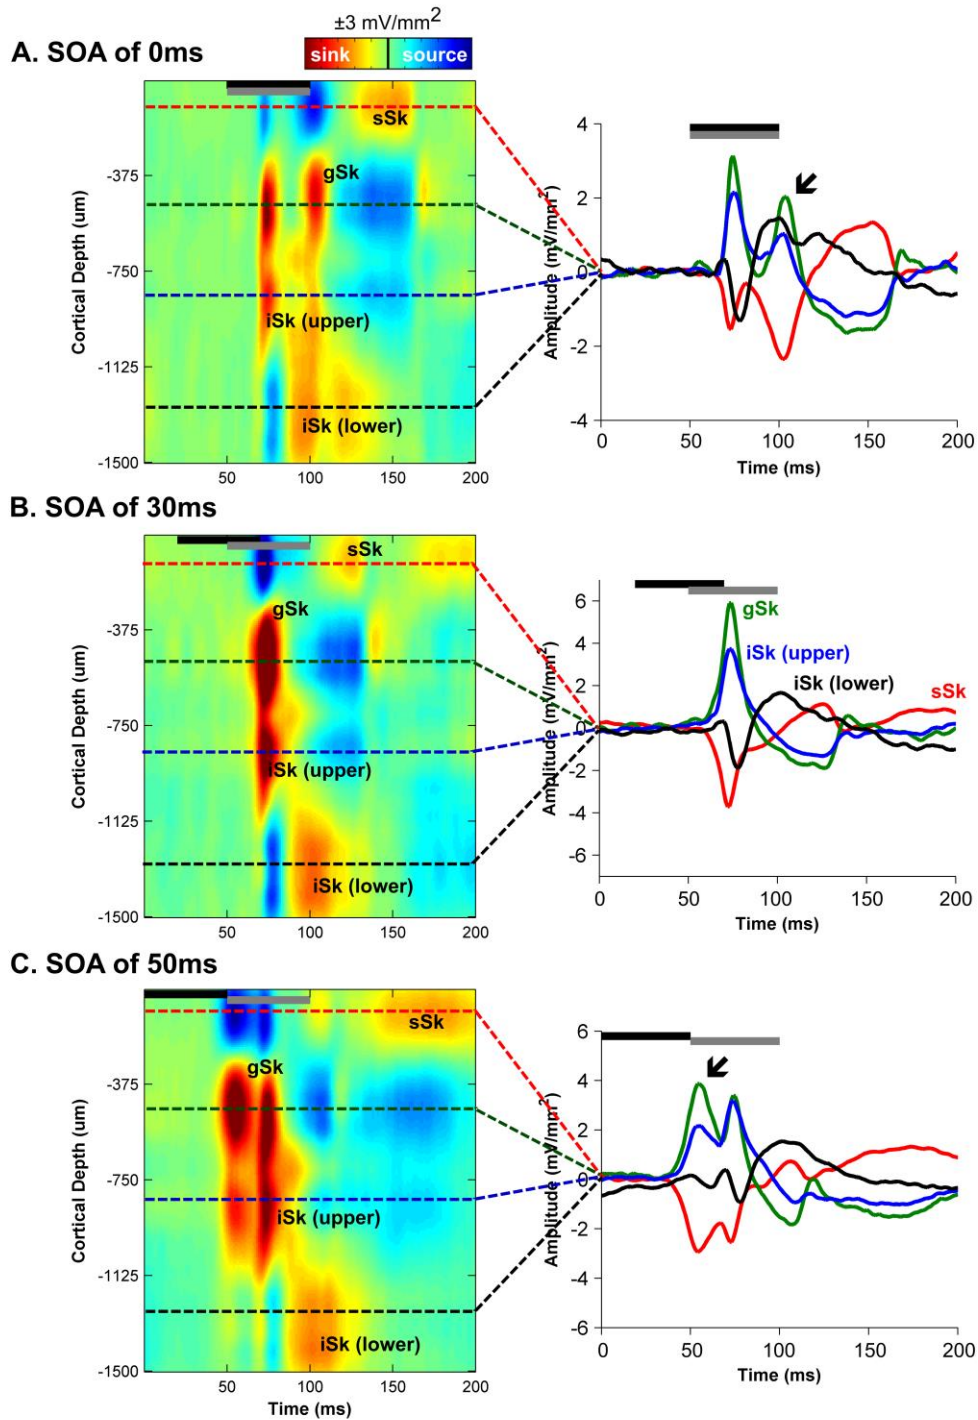 ±3 mV/mm2
A. SOA of 0ms
sink source
sSk
gSk
iSk (upper)
iSk (lower)
Cortical Depth (um)
-375
-750
-1125
-1500
50 100 150 200
Amplitude (mV/mm2)
4
2
0
-2
-4
0 50 100 150 200
Time (ms)
B. SOA of 30ms
sSk
gSk
iSk (upper)
iSk (lower)
Cortical Depth (um)
-375
-750
-1125
-1500
50 100 150 200
gSk
iSk (upper)
iSk (lower)
sSk
Amplitude (mV/mm2)
6
4
2
0
-2
-4
-6
0 50 100 150 200
Time (ms)
C. SOA of 50ms
sSk
gSk
iSk (upper)
iSk (lower)
Cortical Depth (um)
-375
-750
-1125
-1500
50 100 150 200
Time (ms)
Amplitude (mV/mm2)
6
4
2
0
-2
-4
-6
0 50 100 150 200
Time (ms)